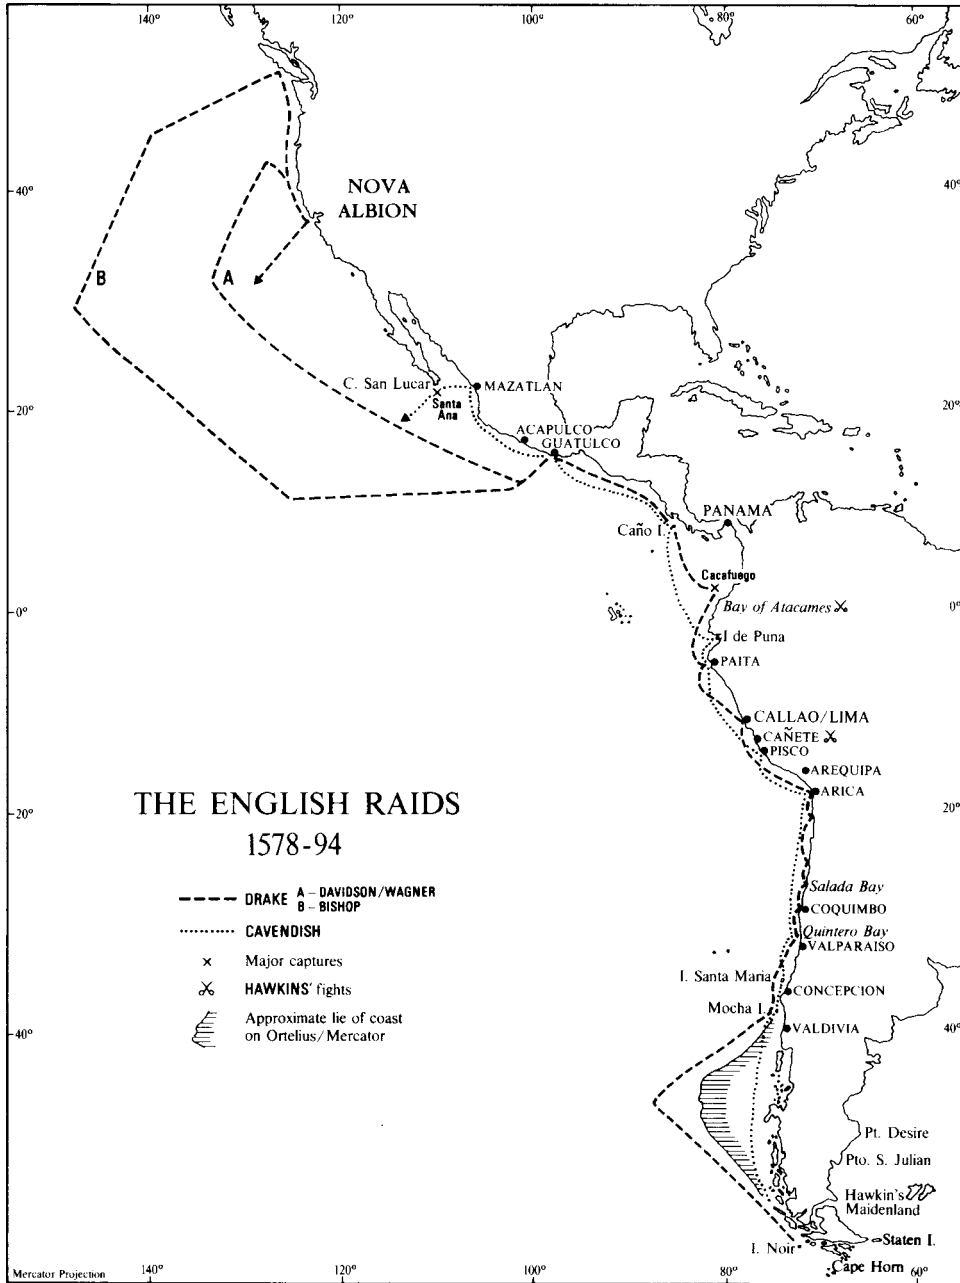 140°
120°
100°
80°
60°
40°
NOVA
ALBION
40°
B
A
C. San Lucar
Santa
Ana
MAZATLAN
20°
20°
ACAPULCO
GUATULCO
PANAMA
Caño I.
Cacafuego
Bay of Atacames
0°
0°
I de Puna
PAITA
CALLAO/LIMA
CAÑETE
PISCO
AREQUIPA
ARICA
THE ENGLISH RAIDS
1578-94
20°
20°
DRAKE A – DAVIDSON/WAGNER
B – BISHOP
CAVENDISH
Major captures
HAWKINS' fights
Approximate lie of coast
on Ortelius/Mercator
Salada Bay
COQUIMBO
Quintero Bay
VALPARAISO
I. Santa Maria
CONCEPCION
Mocha I.
VALDIVIA
40°
40°
Pt. Desire
Pto. S. Julian
Hawkin's
Maidenland
I. Noir
Staten I.
Cape Horn
Mercator Projection
140°
120°
100°
80°
60°